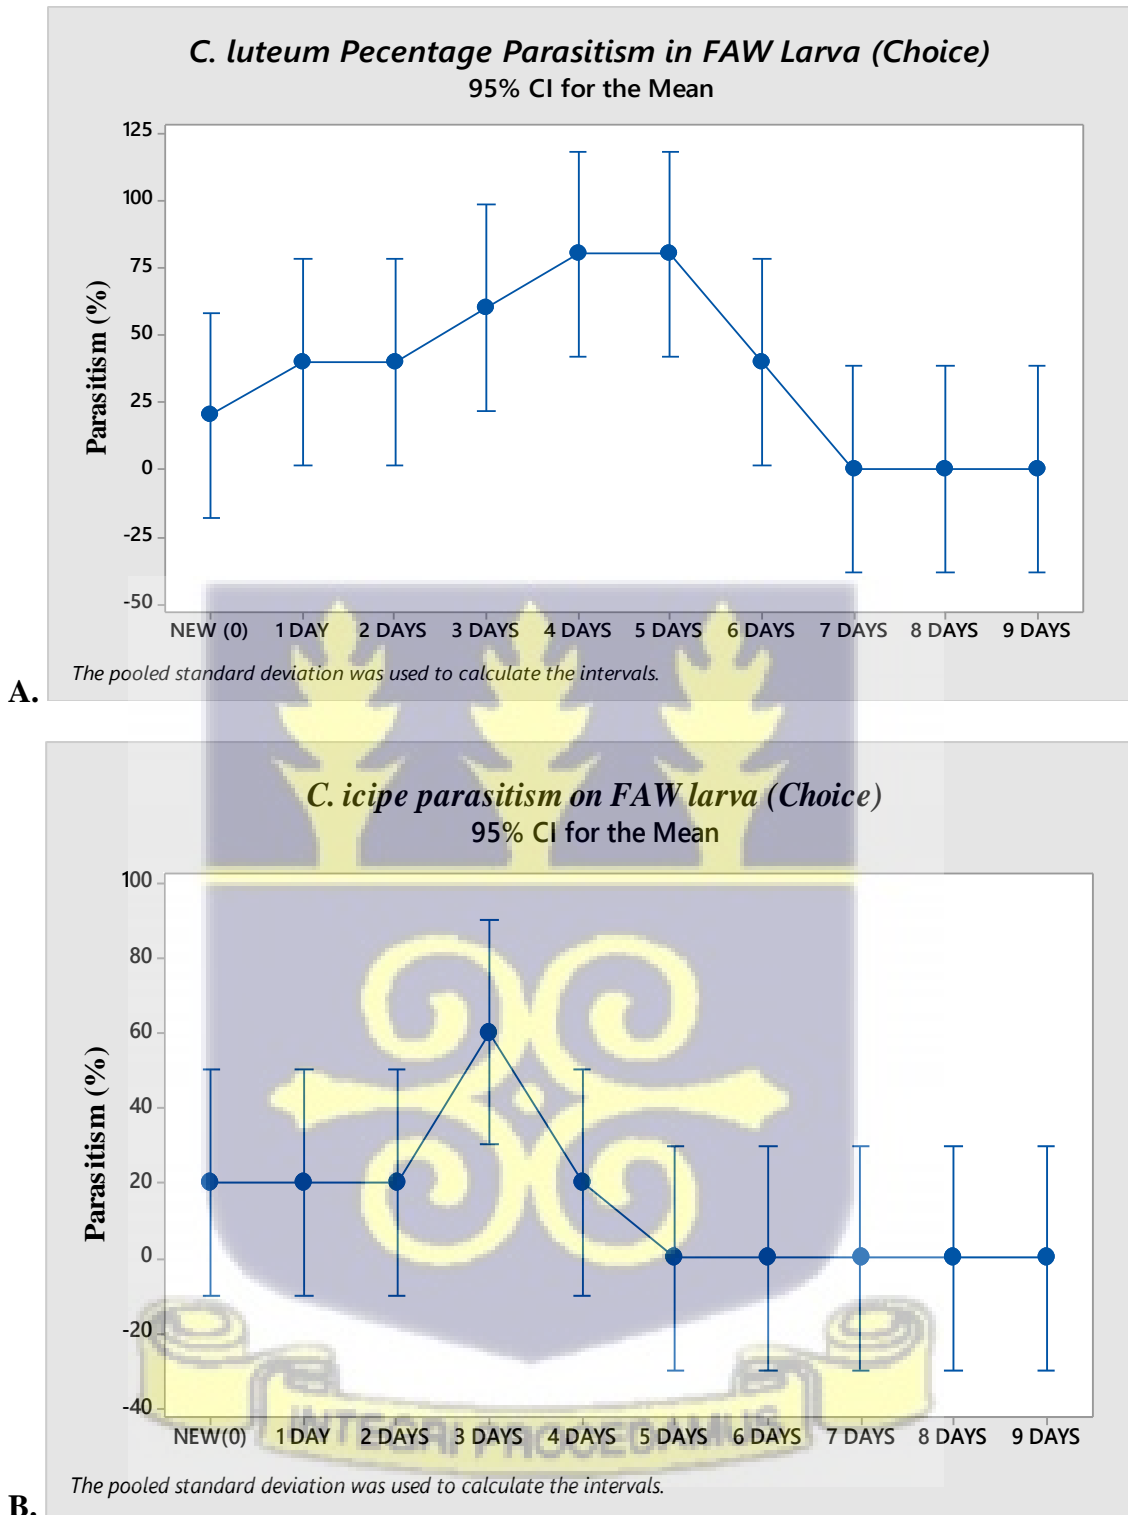 C. luteum Pecentage Parasitism in FAW Larva (Choice)
95% CI for the Mean
Parasitism (%)
125
100
75
50
25
0
-25
-50
NEW (0) 1 DAY 2 DAYS 3 DAYS 4 DAYS 5 DAYS 6 DAYS 7 DAYS 8 DAYS 9 DAYS
The pooled standard deviation was used to calculate the intervals.
A.
C. icipe parasitism on FAW larva (Choice)
95% CI for the Mean
Parasitism (%)
100
80
60
40
20
0
-20
-40
INTEGRI PROCEDAMUS
NEW(0) 1 DAY 2 DAYS 3 DAYS 4 DAYS 5 DAYS 6 DAYS 7 DAYS 8 DAYS 9 DAYS
The pooled standard deviation was used to calculate the intervals.
B.